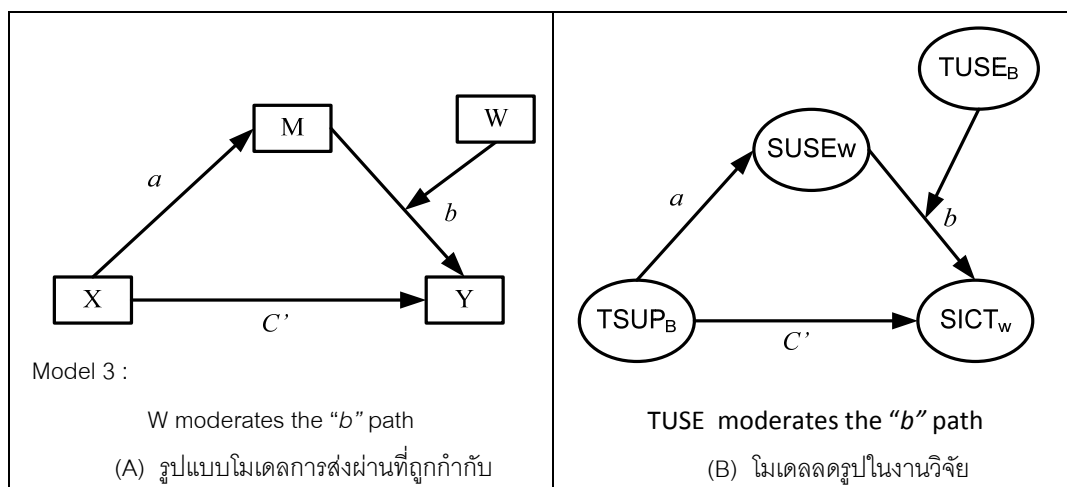 M
W
a
b
X
Y
C’
Model 3 :
W moderates the “b” path
(A) รูปแบบโมเดลการส่งผ่านที่ถูกกำกับ
TUSEB
SUSEW
a
b
TSUPB
SICTW
C’
TUSE moderates the “b” path
(B) โมเดลลดรูปในงานวิจัย